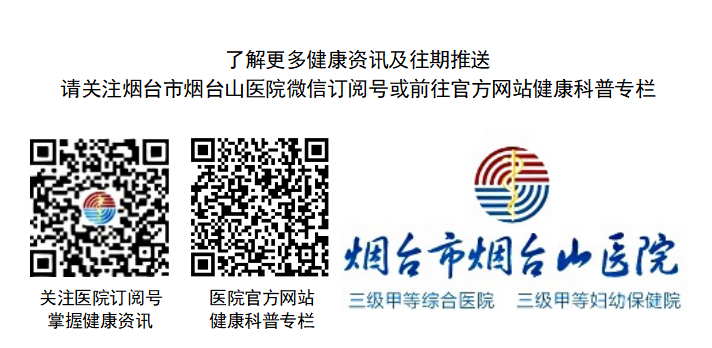 了解更多健康资讯及往期推送
请关注烟台市烟台山医院微信订阅号或前往官方网站健康科普专栏
关注医院订阅号
掌握健康资讯
医院官方网站
健康科普专栏
烟台市烟台山医院
三级甲等综合医院 三级甲等妇幼保健院